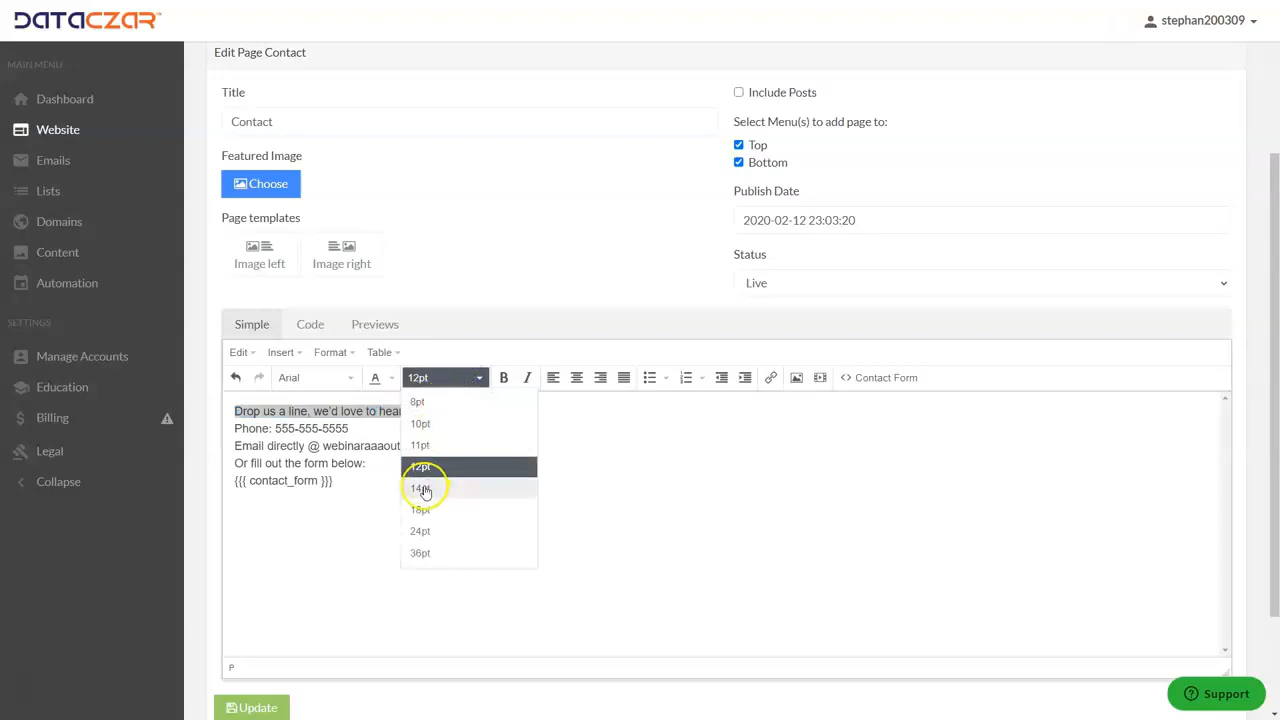 DATACZAR
stephan200309
MAIN MENU
Dashboard
Website
Emails
Lists
Domains
Content
Automation
SETTINGS
Manage Accounts
Education
Billing
Legal
Collapse
Edit Page Contact
Title
Contact
Featured Image
Choose
Page templates
Image left
Image right
Include Posts
Select Menu(s) to add page to:
Top
Bottom
Publish Date
2020-02-12 23:03:20
Status
Live
Simple Code Previews
Edit Insert Format Table
Arial A 12pt B I <> Contact Form
8pt
10pt
11pt
12pt
14pt
18pt
24pt
36pt
Drop us a line, we'd love to hear
Phone: 555-555-5555
Email directly @ webinaraaaout
Or fill out the form below:
{{{ contact_form }}}
P
Update
Support